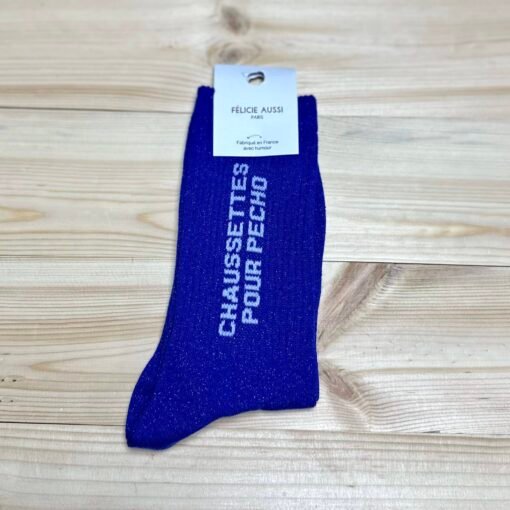 FÉLICIE AUSSI
PARIS
Fabriqué en France
avec humour
CHAUSSETTES
POUR PECHO